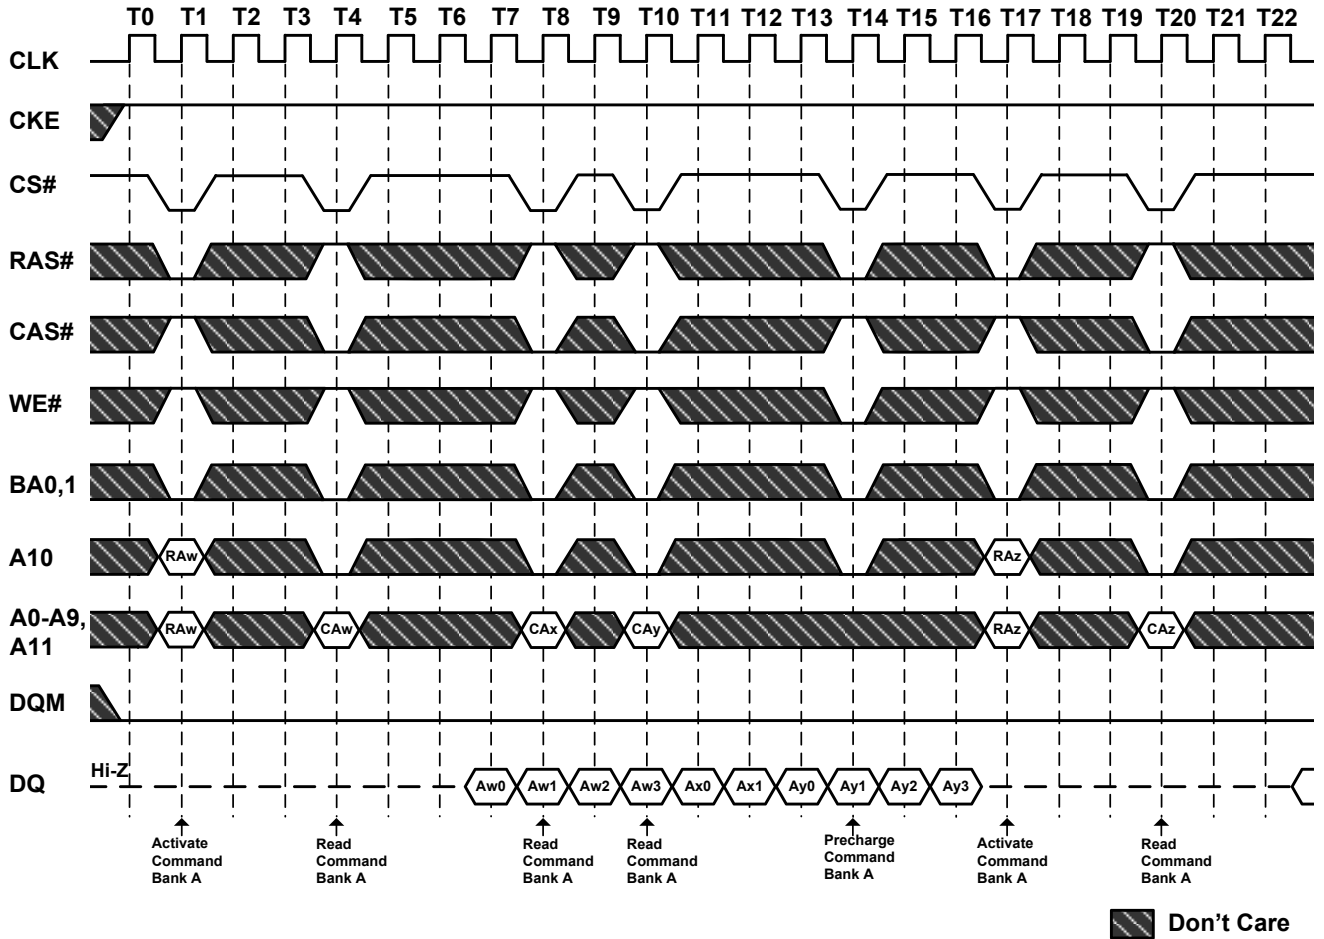 T0 T1 T2 T3 T4 T5 T6 T7 T8 T9 T10 T11 T12 T13 T14 T15 T16 T17 T18 T19 T20 T21 T22
CLK
CKE
CS#
RAS#
CAS#
WE#
BA0,1
A10 RAw RAz
A0-A9,
A11 RAw CAw CAx CAy RAz CAz
DQM
Hi-Z
DQ Aw0 Aw1 Aw2 Aw3 Ax0 Ax1 Ay0 Ay1 Ay2 Ay3
Activate
Command
Bank A
Read
Command
Bank A
Read
Command
Bank A
Read
Command
Bank A
Precharge
Command
Bank A
Activate
Command
Bank A
Read
Command
Bank A
Don't Care